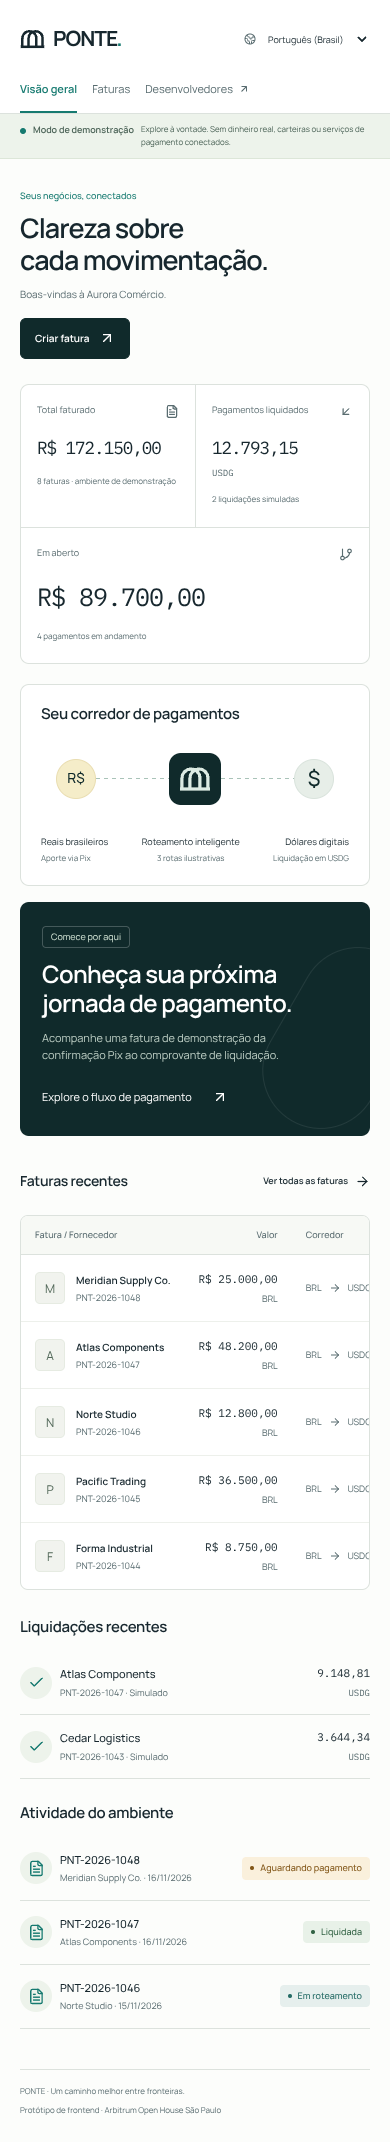 PONTE.
Português (Brasil)
Visão geral
Faturas
Desenvolvedores
Modo de demonstração
Explore à vontade. Sem dinheiro real, carteiras ou serviços de
pagamento conectados.
Seus negócios, conectados
Clareza sobre
cada movimentação.
Boas-vindas à Aurora Comércio.
Criar fatura
Total faturado
R$ 172.150,00
8 faturas · ambiente de demonstração
Pagamentos liquidados
12.793,15
USDG
2 liquidações simuladas
Em aberto
R$ 89.700,00
4 pagamentos em andamento
Seu corredor de pagamentos
R$
$
Reais brasileiros
Aporte via Pix
Roteamento inteligente
3 rotas ilustrativas
Dólares digitais
Liquidação em USDG
Comece por aqui
Conheça sua próxima
jornada de pagamento.
Acompanhe uma fatura de demonstração da
confirmação Pix ao comprovante de liquidação.
Explore o fluxo de pagamento
Faturas recentes
Ver todas as faturas
Fatura / Fornecedor
Valor
Corredor
M
Meridian Supply Co.
PNT-2026-1048
R$ 25.000,00
BRL
BRL → USDG
A
Atlas Components
PNT-2026-1047
R$ 48.200,00
BRL
BRL → USDG
N
Norte Studio
PNT-2026-1046
R$ 12.800,00
BRL
BRL → USDG
P
Pacific Trading
PNT-2026-1045
R$ 36.500,00
BRL
BRL → USDG
F
Forma Industrial
PNT-2026-1044
R$ 8.750,00
BRL
BRL → USDG
Liquidações recentes
Atlas Components
PNT-2026-1047 · Simulado
9.148,81
USDG
Cedar Logistics
PNT-2026-1043 · Simulado
3.644,34
USDG
Atividade do ambiente
PNT-2026-1048
Meridian Supply Co. · 16/11/2026
Aguardando pagamento
PNT-2026-1047
Atlas Components · 16/11/2026
Liquidada
PNT-2026-1046
Norte Studio · 15/11/2026
Em roteamento
PONTE · Um caminho melhor entre fronteiras.
Protótipo de frontend · Arbitrum Open House São Paulo